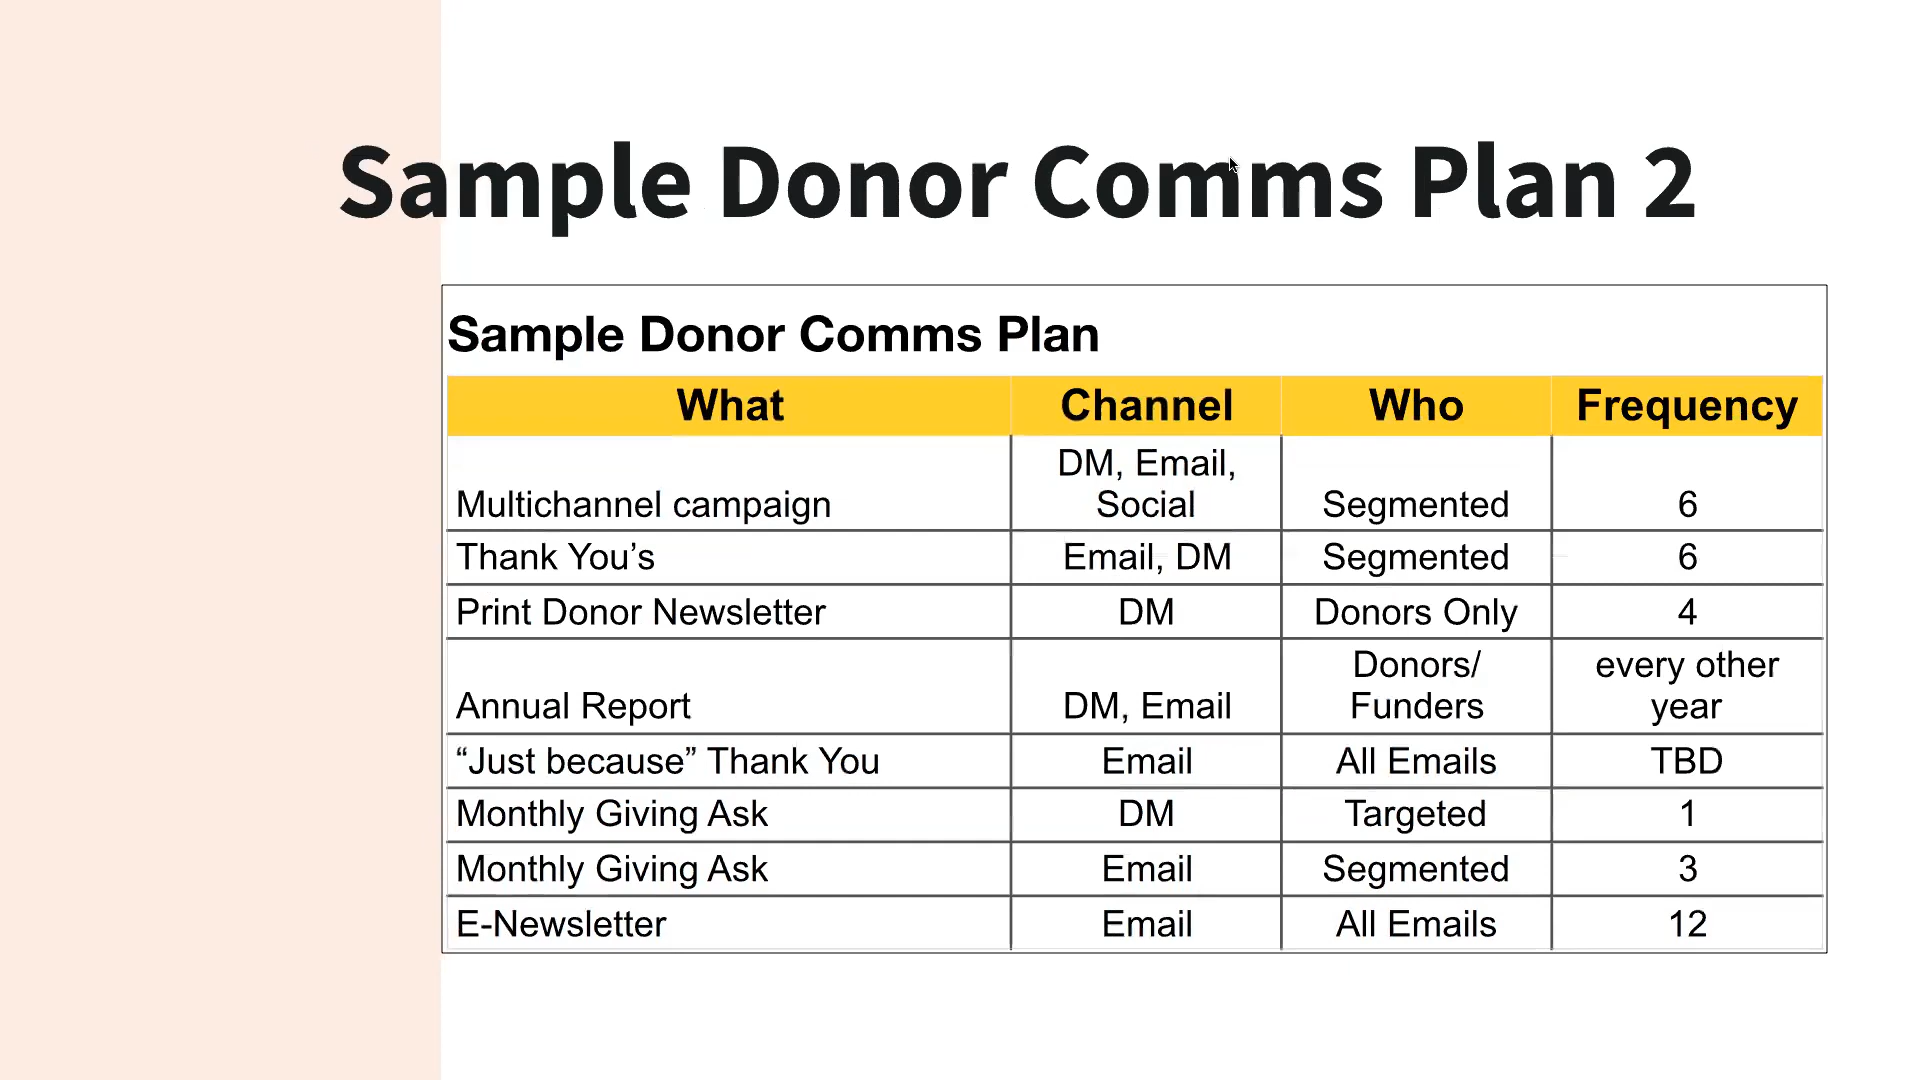 Sample Donor Comms Plan 2
Sample Donor Comms Plan
What Channel Who Frequency
Multichannel campaign DM, Email, Social Segmented 6
Thank You’s Email, DM Segmented 6
Print Donor Newsletter DM Donors Only 4
Annual Report DM, Email Donors/ Funders every other year
“Just because” Thank You Email All Emails TBD
Monthly Giving Ask DM Targeted 1
Monthly Giving Ask Email Segmented 3
E-Newsletter Email All Emails 12